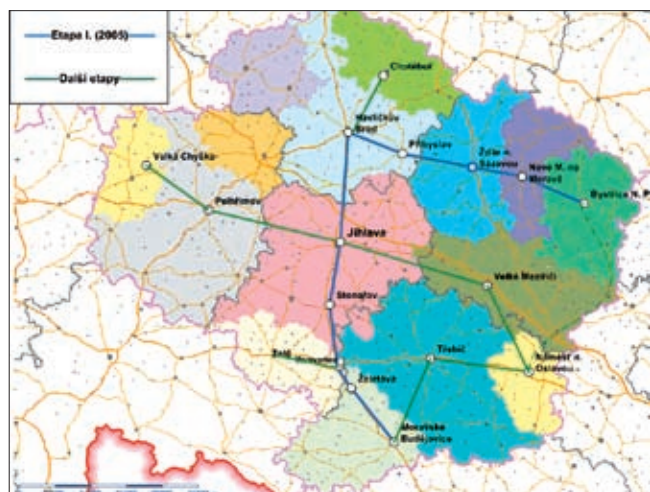 Etapa I. (2005)
Další etapy
Chotěboř
Havlíčkův
Brod
Přibyslav
Žďár n.
Sázavou
Nové M. na
Moravě
Bystřice N. P
Velká Chyška
Pelhřimov
Jihlava
Velké Meziříčí
Stonařov
Telč
Třebíč
Náměšť n.
Oslavou
Želetava
Moravské
Budějovice